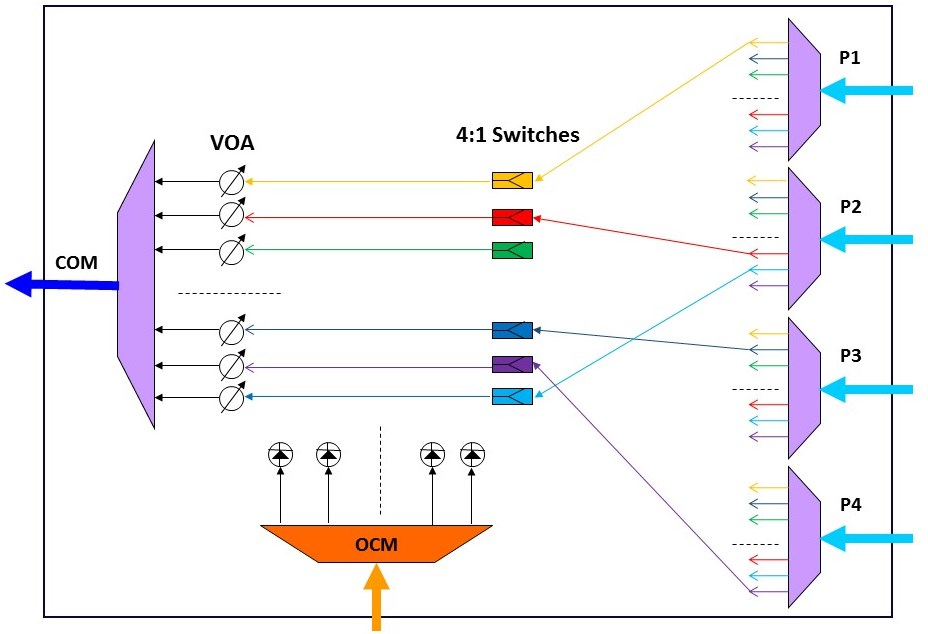 P1
VOA
4:1 Switches
P2
COM
P3
P4
OCM